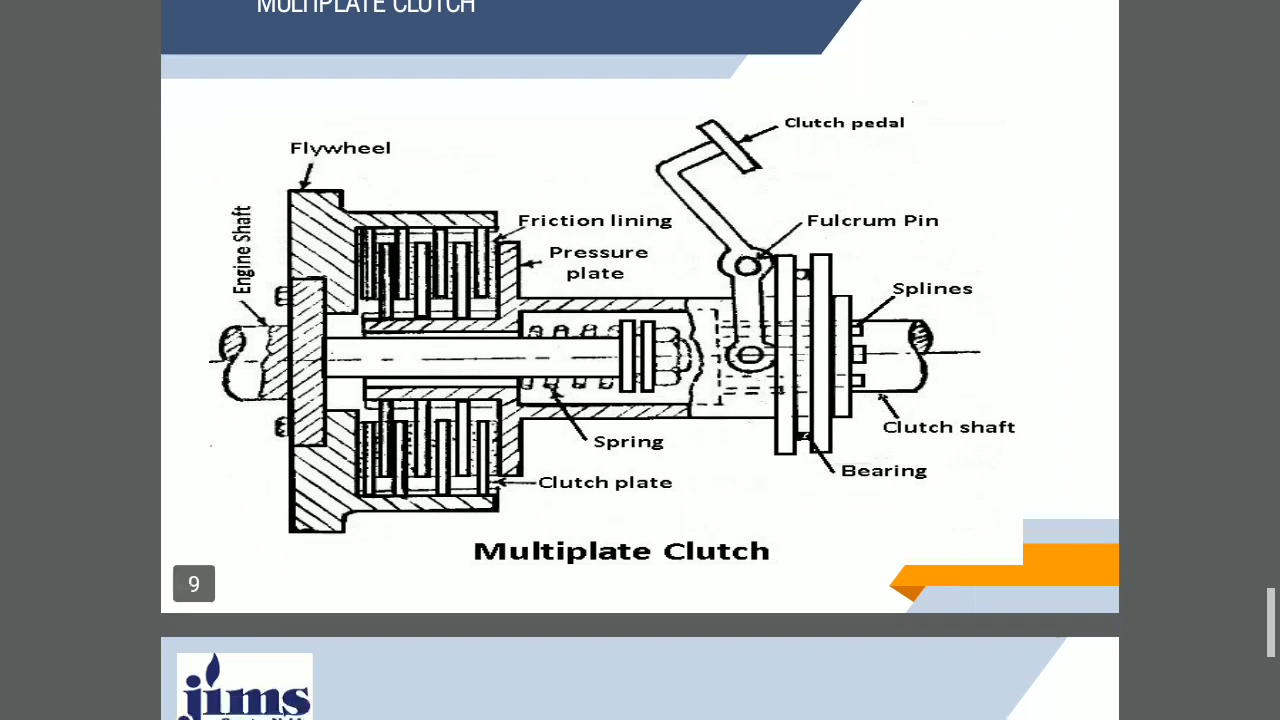 MULTIPLATE CLUTCH
Clutch pedal
Flywheel
Engine Shaft
Friction lining
Fulcrum Pin
Pressure
plate
Splines
Spring
Clutch shaft
Bearing
Clutch plate
Multiplate Clutch
9
jims